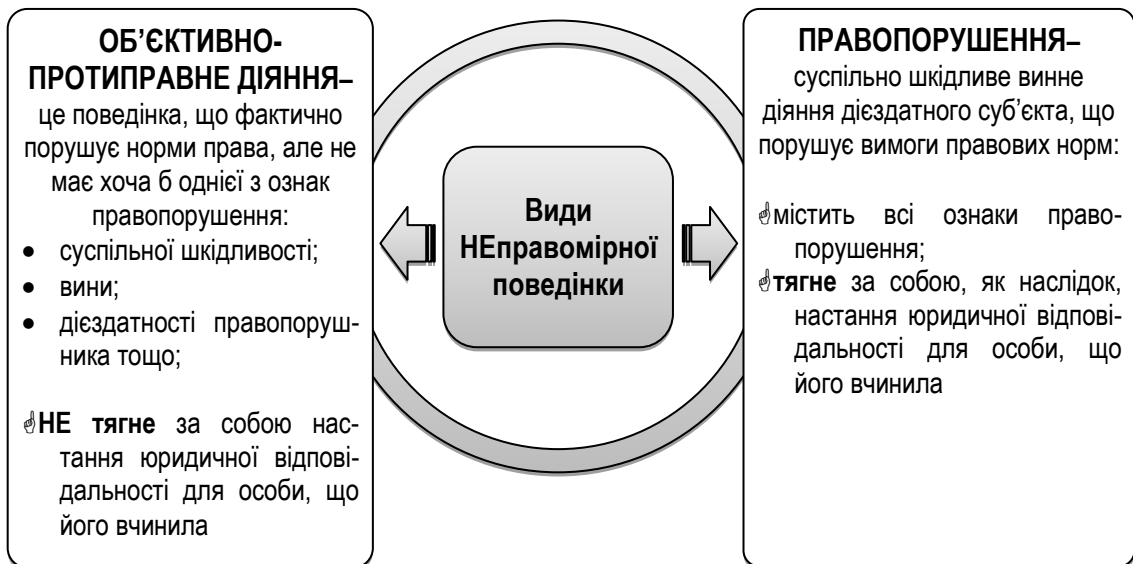 ОБ’ЄКТИВНО-
ПРОТИПРАВНЕ ДІЯННЯ–
це поведінка, що фактично
порушує норми права, але не
має хоча б однієї з ознак
правопорушення:
• суспільної шкідливості;
• вини;
• дієздатності правопоруш-
ника тощо;
☝НЕ тягне за собою нас-
тання юридичної відпові-
дальності для особи, що
його вчинила
Види
НЕправомірної
поведінки
ПРАВОПОРУШЕННЯ–
суспільно шкідливе винне
діяння дієздатного суб’єкта, що
порушує вимоги правових норм:
☝містить всі ознаки право-
порушення;
☝тягне за собою, як наслідок,
настання юридичної відпові-
дальності для особи, що
його вчинила